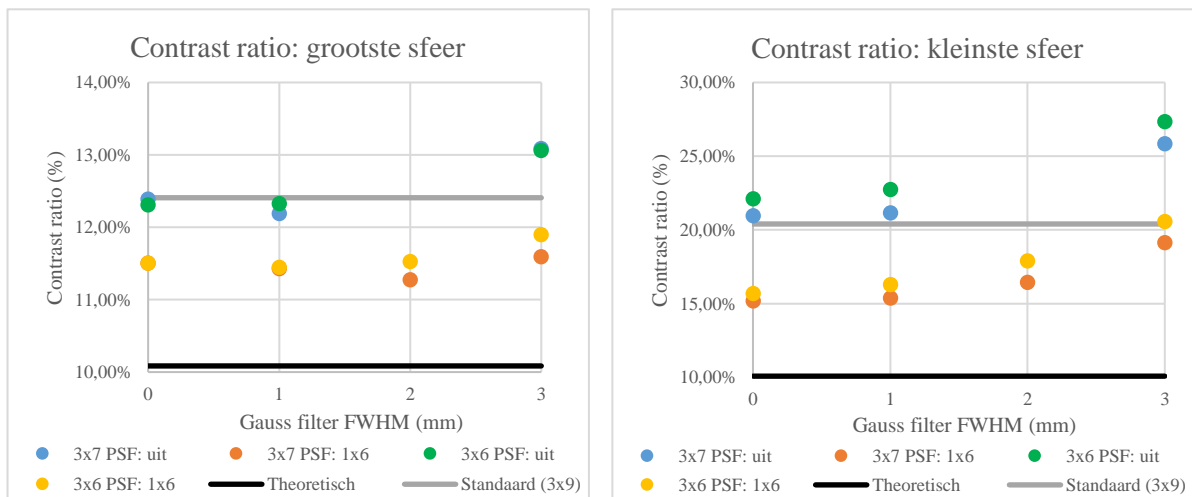 Contrast ratio: grootste sfeer
14,00%
13,00%
12,00%
11,00%
10,00%
Contrast ratio (%)
0 1 2 3
Gauss filter FWHM (mm)
3x7 PSF: uit 3x7 PSF: 1x6 3x6 PSF: uit
3x6 PSF: 1x6 Theoretisch Standaard (3x9)
Contrast ratio: kleinste sfeer
30,00%
25,00%
20,00%
15,00%
10,00%
Contrast ratio (%)
0 1 2 3
Gauss filter FWHM (mm)
3x7 PSF: uit 3x7 PSF: 1x6 3x6 PSF: uit
3x6 PSF: 1x6 Theoretisch Standaard (3x9)